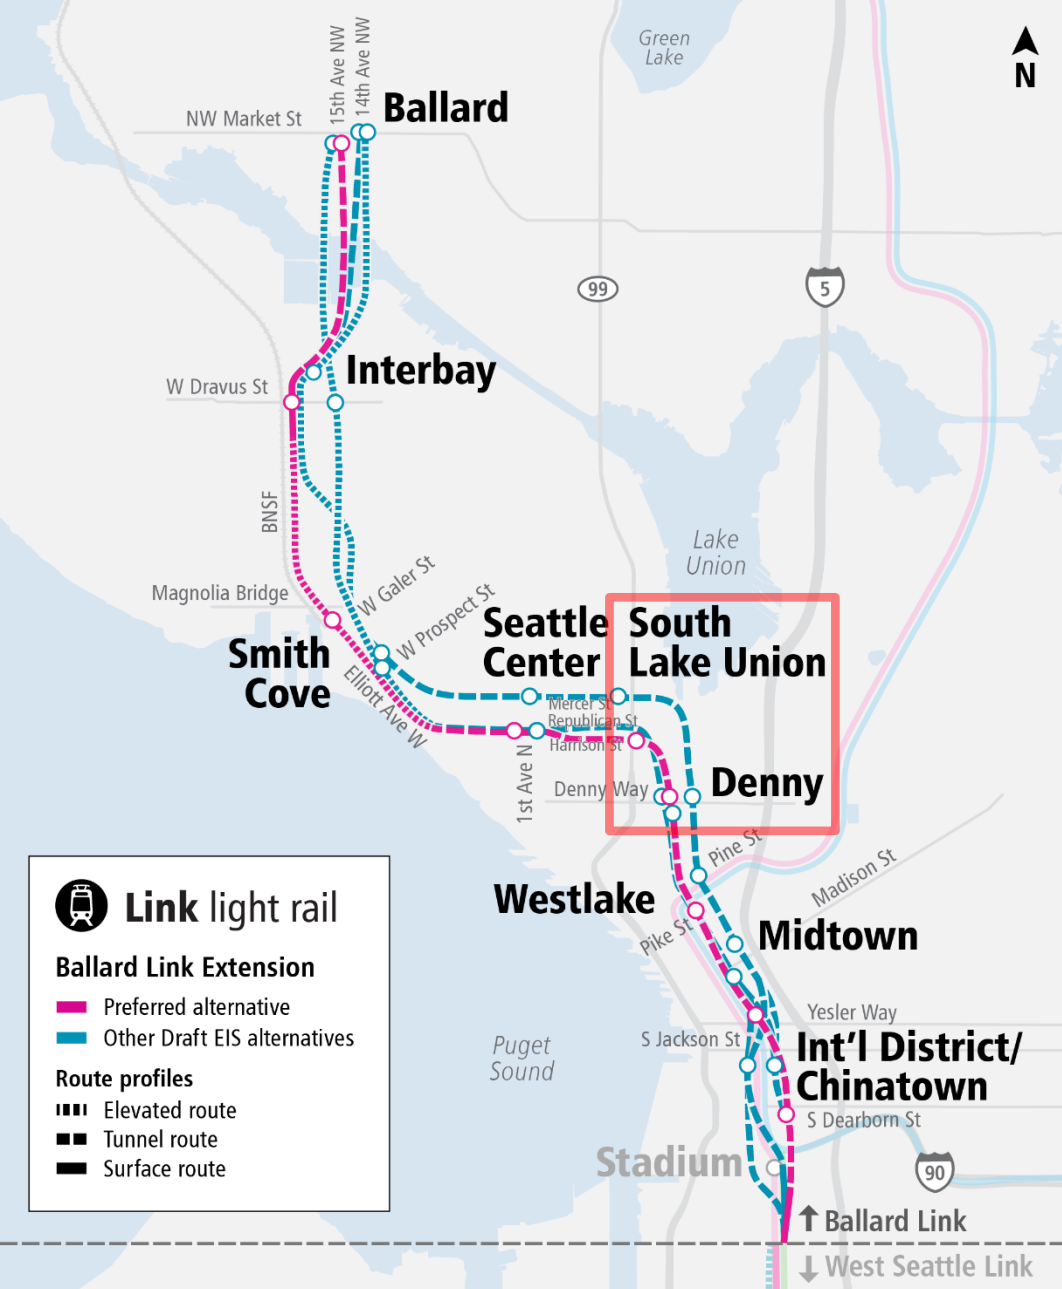 15th Ave NW
14th Ave NW
Green
Lake
N
NW Market St
Ballard
99
5
Interbay
W Dravus St
BNSF
Lake
Union
Magnolia Bridge
W Galer St
W Prospect St
Smith
Cove
Elliott Ave W
Seattle
Center
South
Lake Union
Mercer St
Republican St
Harrison St
1st Ave N
Denny Way
Denny
Pine St
Madison St
Westlake
Pike St
Midtown
Yesler Way
S Jackson St
Int'l District/
Chinatown
S Dearborn St
Puget
Sound
Stadium
90
Ballard Link
West Seattle Link
Link light rail
Ballard Link Extension
Preferred alternative
Other Draft EIS alternatives
Route profiles
Elevated route
Tunnel route
Surface route